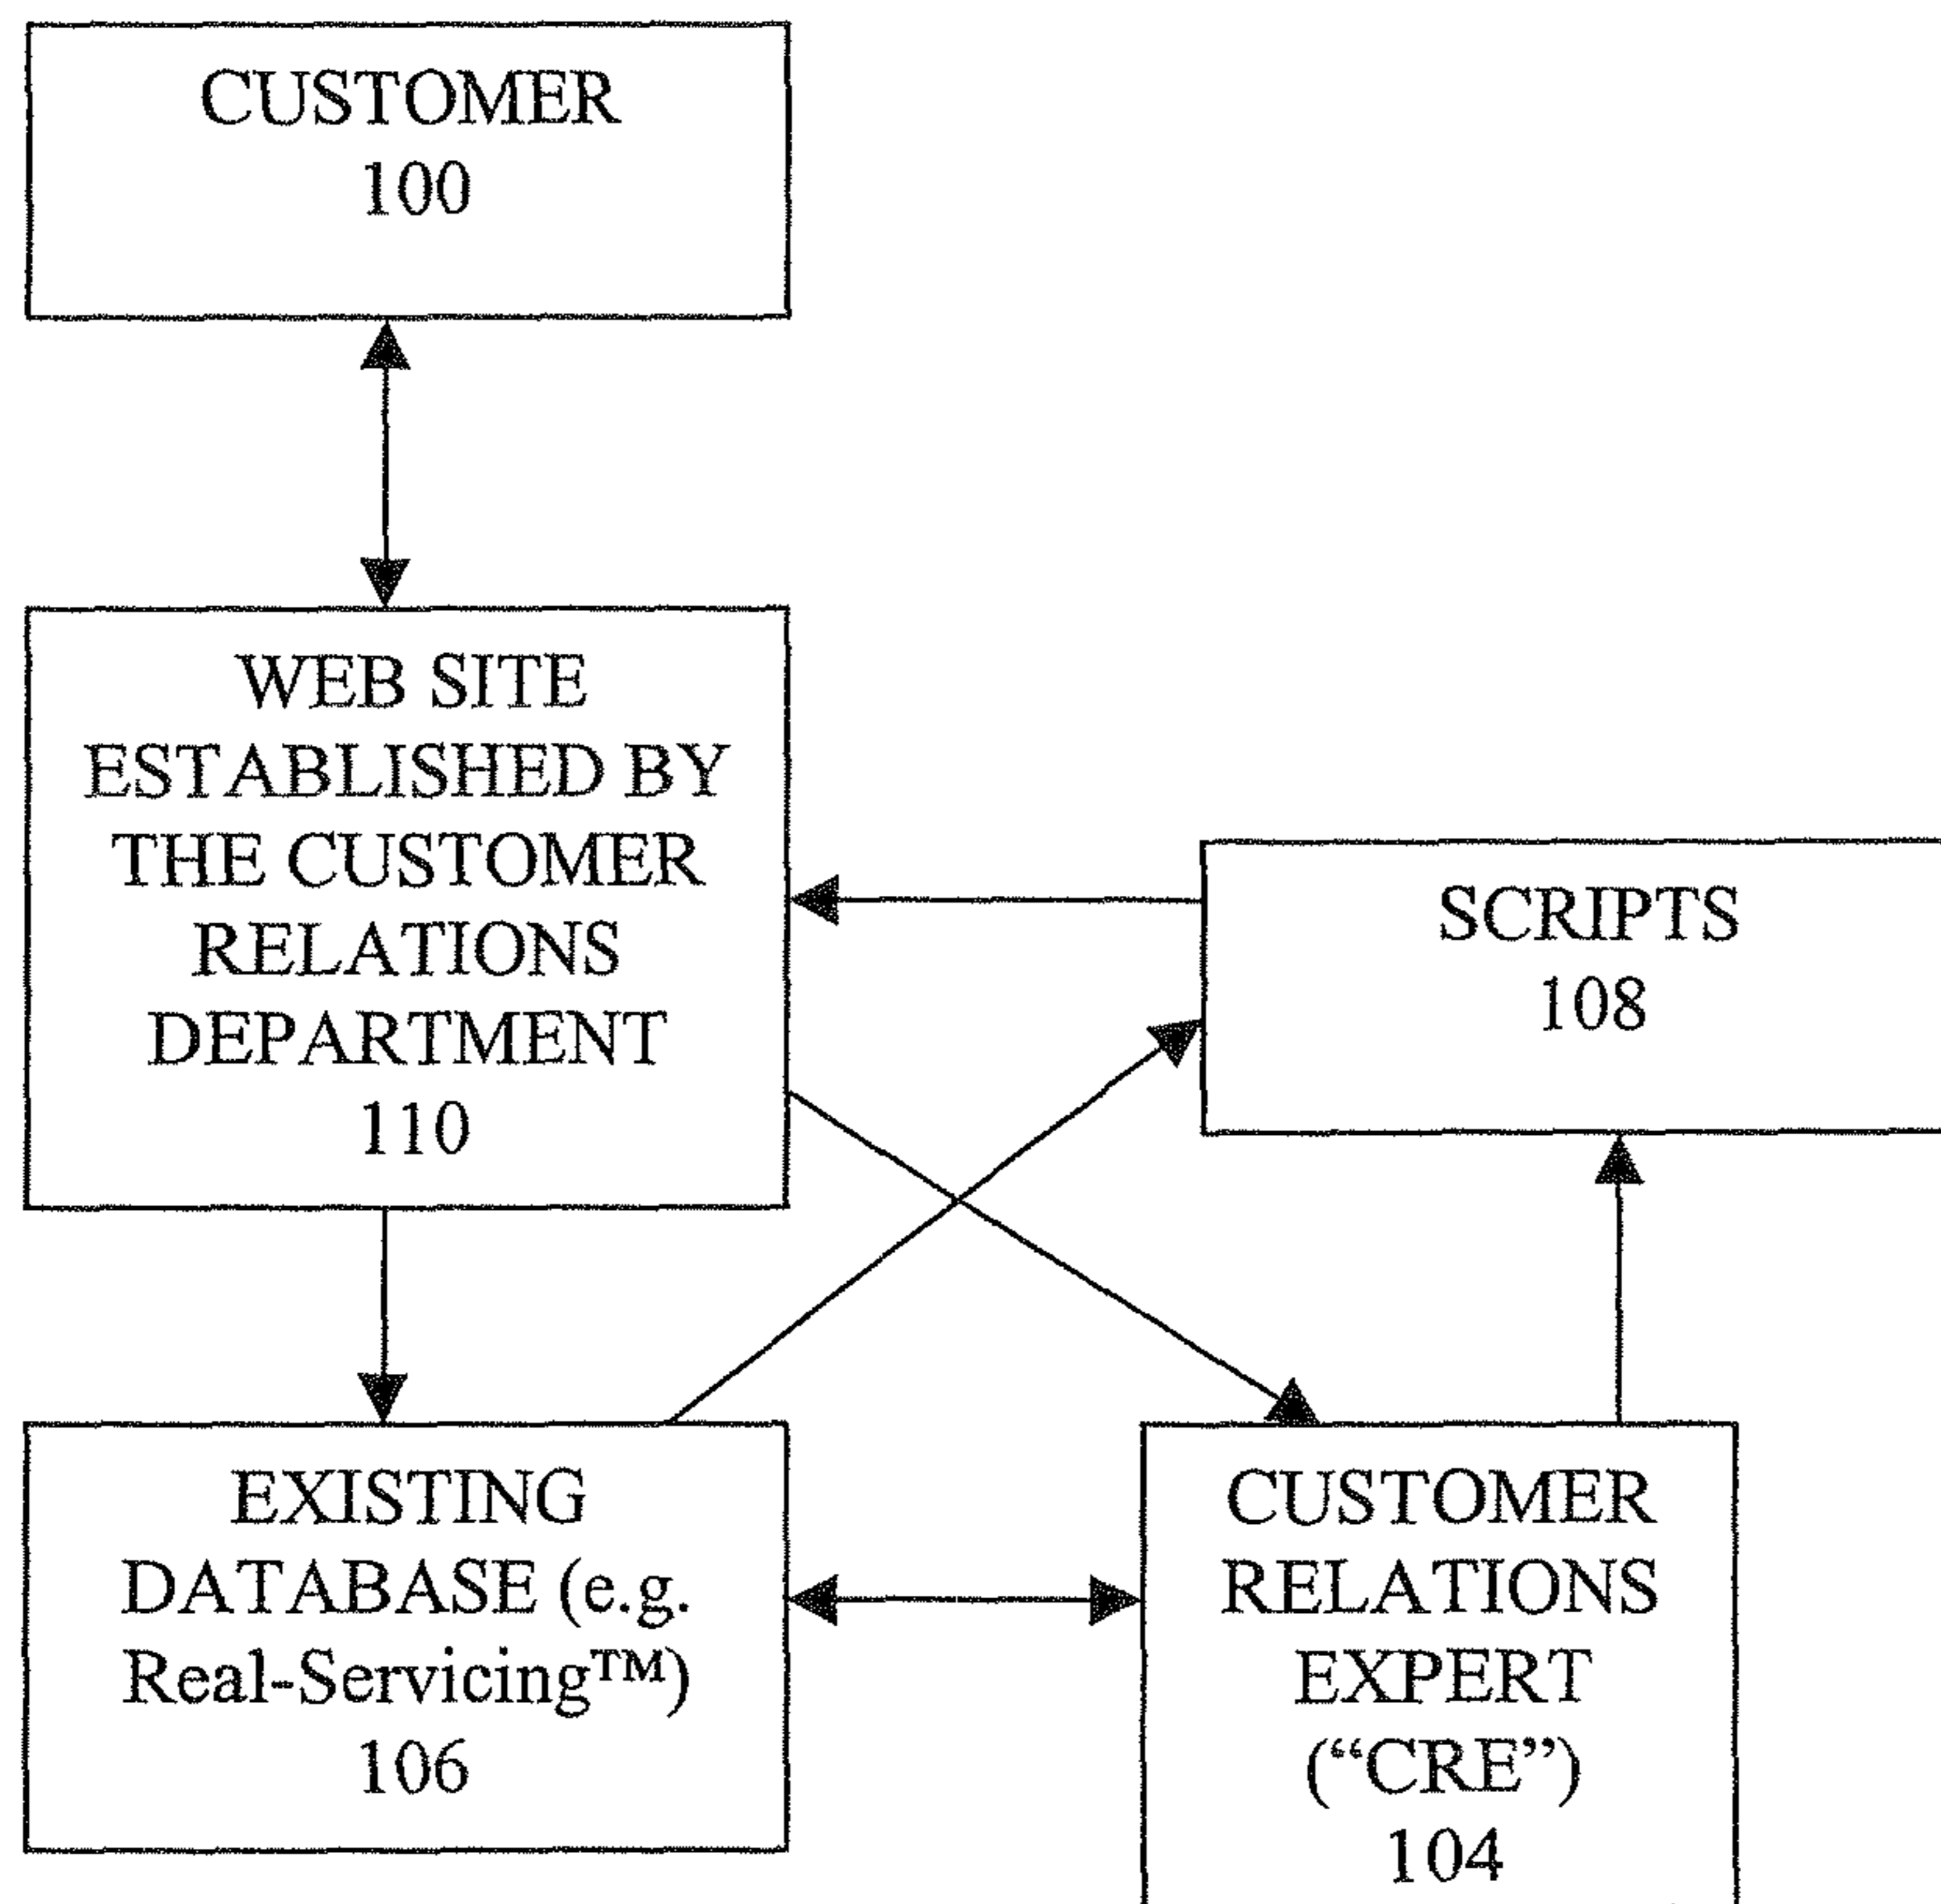 CUSTOMER
100
WEB SITE
ESTABLISHED BY
THE CUSTOMER
RELATIONS
DEPARTMENT
110
SCRIPTS
108
EXISTING
DATABASE (e.g.
Real-Servicing™)
106
CUSTOMER
RELATIONS
EXPERT
(“CRE”)
104